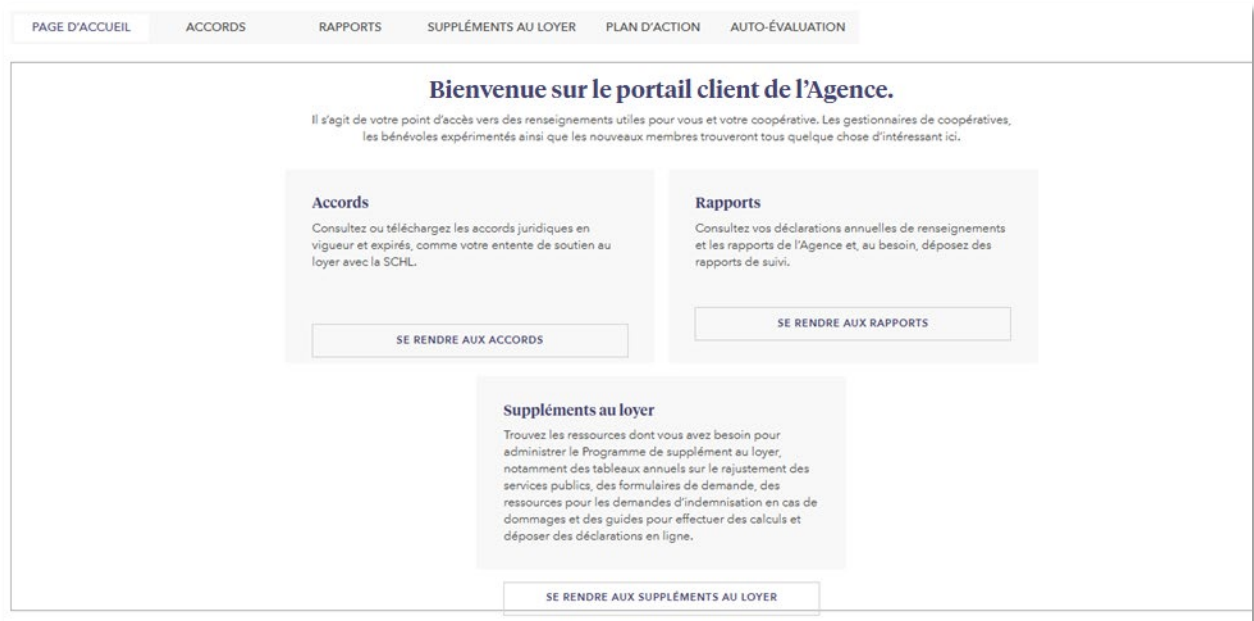 PAGE D'ACCUEIL ACCORDS RAPPORTS SUPPLÉMENTS AU LOYER PLAN D'ACTION AUTO-ÉVALUATION
Bienvenue sur le portail client de l'Agence.
Il s'agit de votre point d'accès vers des renseignements utiles pour vous et votre coopérative. Les gestionnaires de coopératives,
les bénévoles expérimentés ainsi que les nouveaux membres trouveront tous quelque chose d'intéressant ici.
Accords
Consultez ou téléchargez les accords juridiques en
vigueur et expirés, comme votre entente de soutien au
loyer avec la SCHL.
SE RENDRE AUX ACCORDS
Rapports
Consultez vos déclarations annuelles de renseignements
et les rapports de l'Agence et, au besoin, déposez des
rapports de suivi.
SE RENDRE AUX RAPPORTS
Suppléments au loyer
Trouvez les ressources dont vous avez besoin pour
administrer le Programme de supplément au loyer,
notamment des tableaux annuels sur le rajustement des
services publics, des formulaires de demande, des
ressources pour les demandes d'indemnisation en cas de
dommages et des guides pour effectuer des calculs et
déposer des déclarations en ligne.
SE RENDRE AUX SUPPLÉMENTS AU LOYER